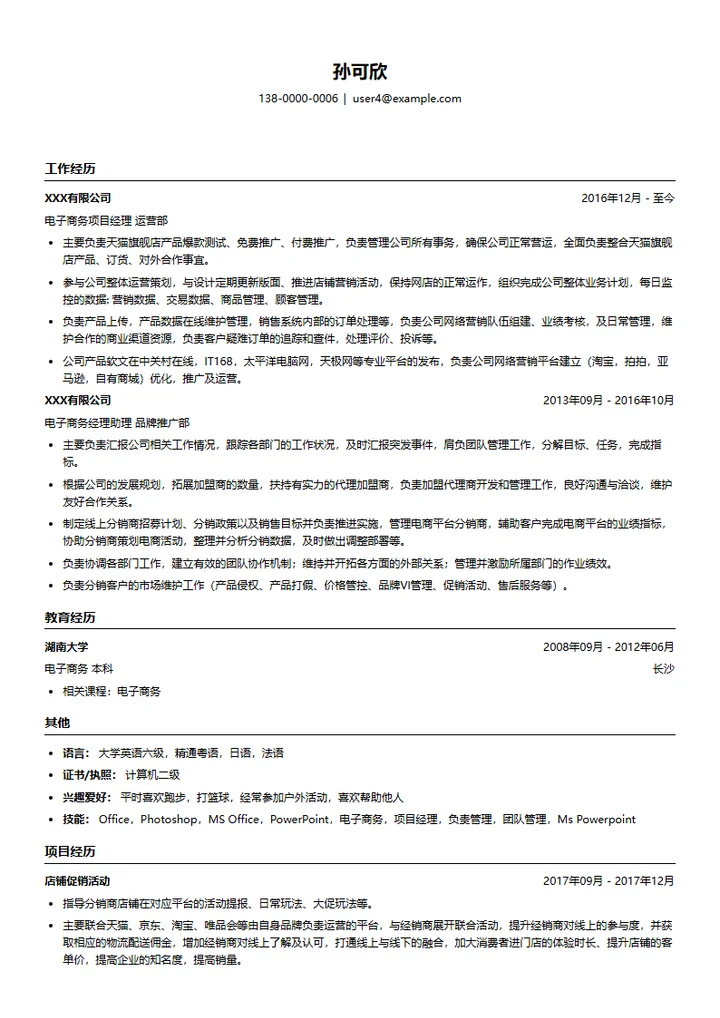 孙可欣
138-0000-0006 | user4@example.com
工作经历
XXX有限公司 2016年12月 - 至今
电子商务项目经理 运营部
• 主要负责天猫旗舰店产品爆款测试、免费推广、付费推广，负责管理公司所有事务，确保公司正常营运，全面负责整合天猫旗舰
店产品、订货、对外合作事宜。
• 参与公司整体运营策划，与设计定期更新版面、推进店铺营销活动，保持网店的正常运作，组织完成公司整体业务计划，每日监
控的数据: 营销数据、交易数据、商品管理、顾客管理。
• 负责产品上传，产品数据在线维护管理，销售系统内部的订单处理等，负责公司网络营销队伍组建、业绩考核，及日常管理，维
护合作的商业渠道资源，负责客户疑难订单的追踪和查件，处理评价、投诉等。
• 公司产品软文在中关村在线，IT168，太平洋电脑网，天极网等专业平台的发布，负责公司网络营销平台建立（淘宝，拍拍，亚
马逊，自有商城）优化，推广及运营。
XXX有限公司 2013年09月 - 2016年10月
电子商务经理助理 品牌推广部
• 主要负责汇报公司相关工作情况，跟踪各部门的工作状况，及时汇报突发事件，肩负团队管理工作，分解目标、任务，完成指
标。
• 根据公司的发展规划，拓展加盟商的数量，扶持有实力的代理加盟商，负责加盟代理商开发和管理工作，良好沟通与洽谈，维护
友好合作关系。
• 制定线上分销商招募计划、分销政策以及销售目标并负责推进实施，管理电商平台分销商，辅助客户完成电商平台的业绩指标，
协助分销商策划电商活动，整理并分析分销数据，及时做出调整部署等。
• 负责协调各部门工作，建立有效的团队协作机制；维持并开拓各方面的外部关系；管理并激励所属部门的作业绩效。
• 负责分销客户的市场维护工作（产品侵权、产品打假、价格管控、品牌VI管理、促销活动、售后服务等）。
教育经历
湖南大学 2008年09月 - 2012年06月
电子商务 本科 长沙
• 相关课程：电子商务
其他
• 语言： 大学英语六级，精通粤语，日语，法语
• 证书/执照： 计算机二级
• 兴趣爱好： 平时喜欢跑步，打篮球，经常参加户外活动，喜欢帮助他人
• 技能： Office，Photoshop，MS Office，PowerPoint，电子商务，项目经理，负责管理，团队管理，Ms Powerpoint
项目经历
店铺促销活动 2017年09月 - 2017年12月
• 指导分销商店铺在对应平台的活动提报、日常玩法、大促玩法等。
• 主要联合天猫、京东、淘宝、唯品会等由自身品牌负责运营的平台，与经销商展开联合活动，提升经销商对线上的参与度，并获
取相应的物流配送佣金，增加经销商对线上了解及认可，打通线上与线下的融合，加大消费者进门店的体验时长、提升店铺的客
单价，提高企业的知名度，提高销量。